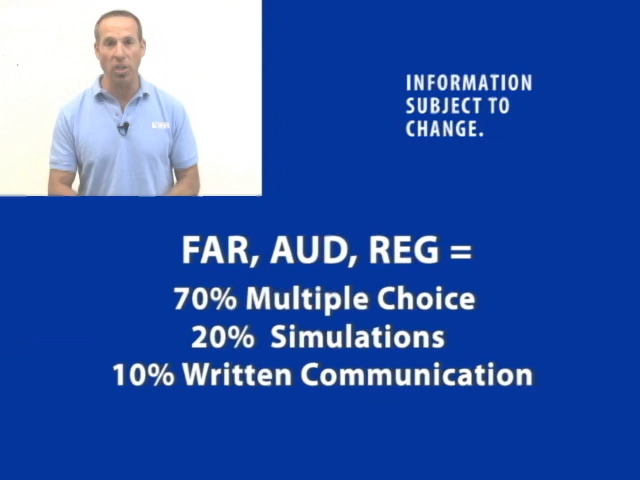 INFORMATION
SUBJECT TO
CHANGE.
FAR, AUD, REG =
70% Multiple Choice
20% Simulations
10% Written Communication